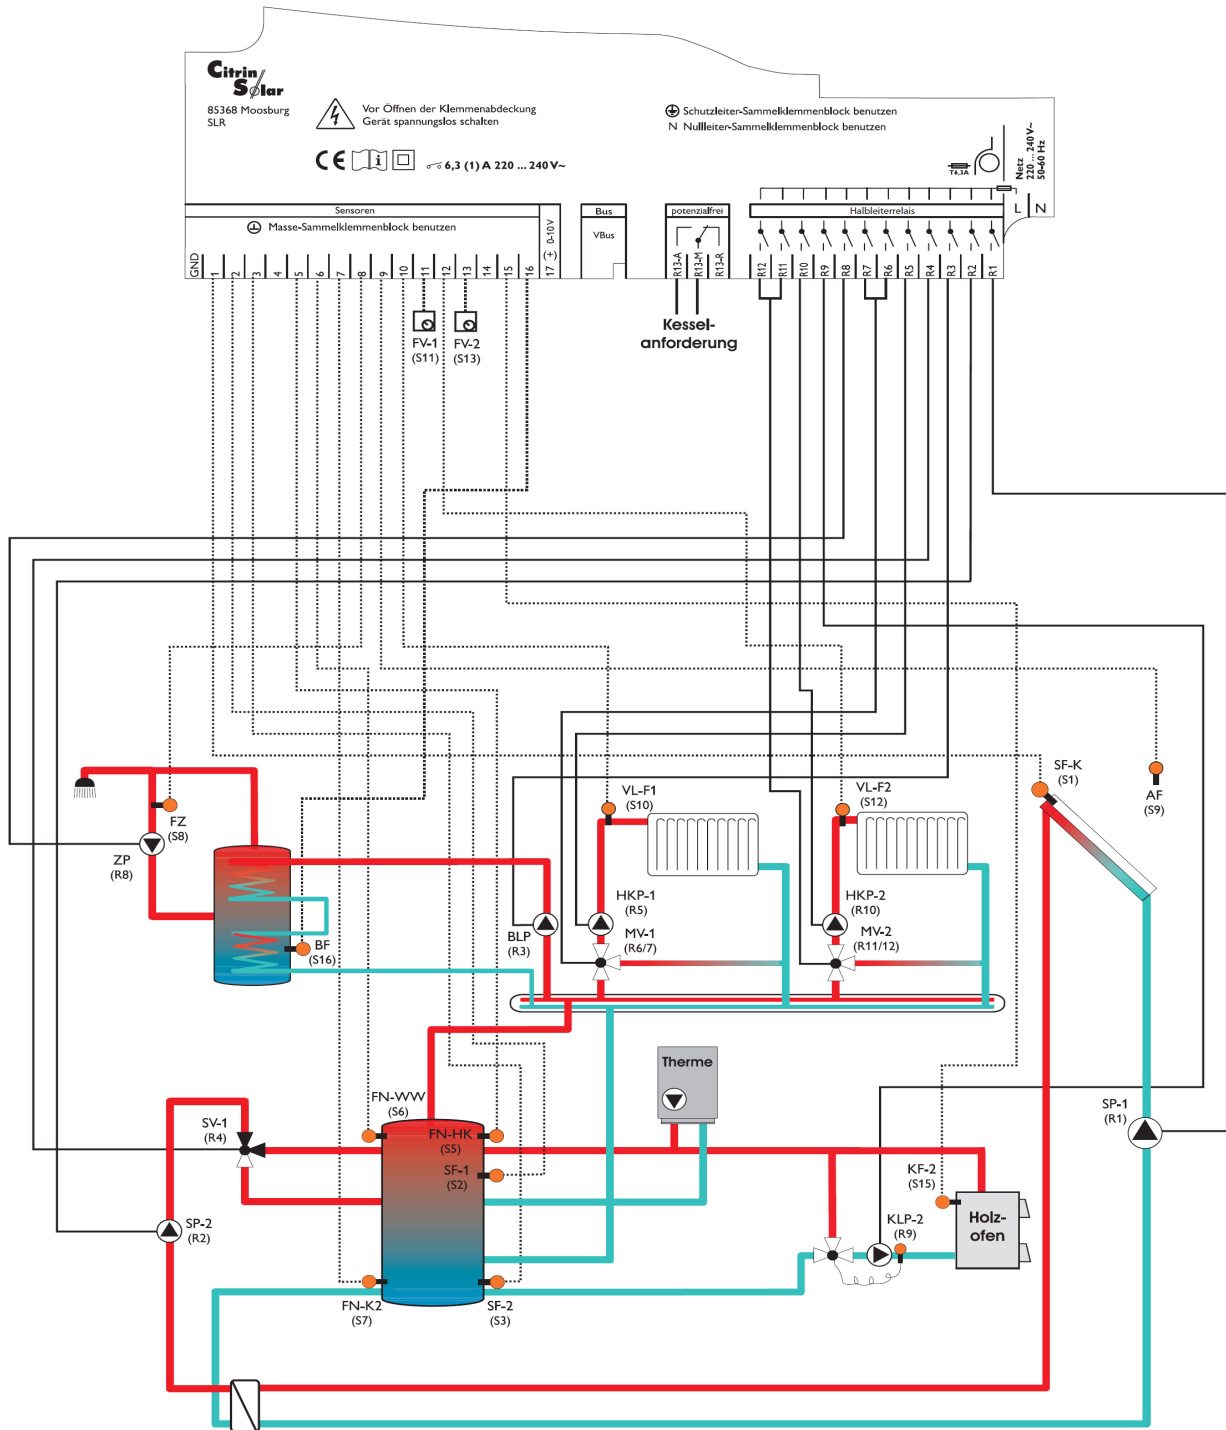 Citrin
Solar
85368 Moosburg
SLR
Vor Öffnen der Klemmenabdeckung
Gerät spannungslos schalten
CE i 6,3 (1) A 220 ... 240 V~
Schutzleiter-Sammelklemmenblock benutzen
N Nullleiter-Sammelklemmenblock benutzen
T6,3A
Netz
220 ... 240 V~
50-60 Hz
L N
Sensoren
Masse-Sammelklemmenblock benutzen
0-10 V
(+)
GND 1 2 3 4 5 6 7 8 9 10 11 12 13 14 15 16 17
Bus
VBus
potenzialfrei
R13-A R13-M R13-R
Halbleiterrelais
R12 R11 R10 R9 R8 R7 R6 R5 R4 R3 R2 R1
FV-1
(S11)
FV-2
(S13)
Kessel-
anforderung
FZ
(S8)
ZP
(R8)
BF
(S16)
VL-F1
(S10)
VL-F2
(S12)
SF-K
(S1)
AF
(S9)
HKP-1
(R5)
HKP-2
(R10)
BLP
(R3)
MV-1
(R6/7)
MV-2
(R11/12)
Therme
FN-WW
(S6)
FN-HK
(S5)
SF-1
(S2)
SV-1
(R4)
SP-1
(R1)
KF-2
(S15)
SP-2
(R2)
KLP-2
(R9)
Holz-
ofen
FN-K2
(S7)
SF-2
(S3)